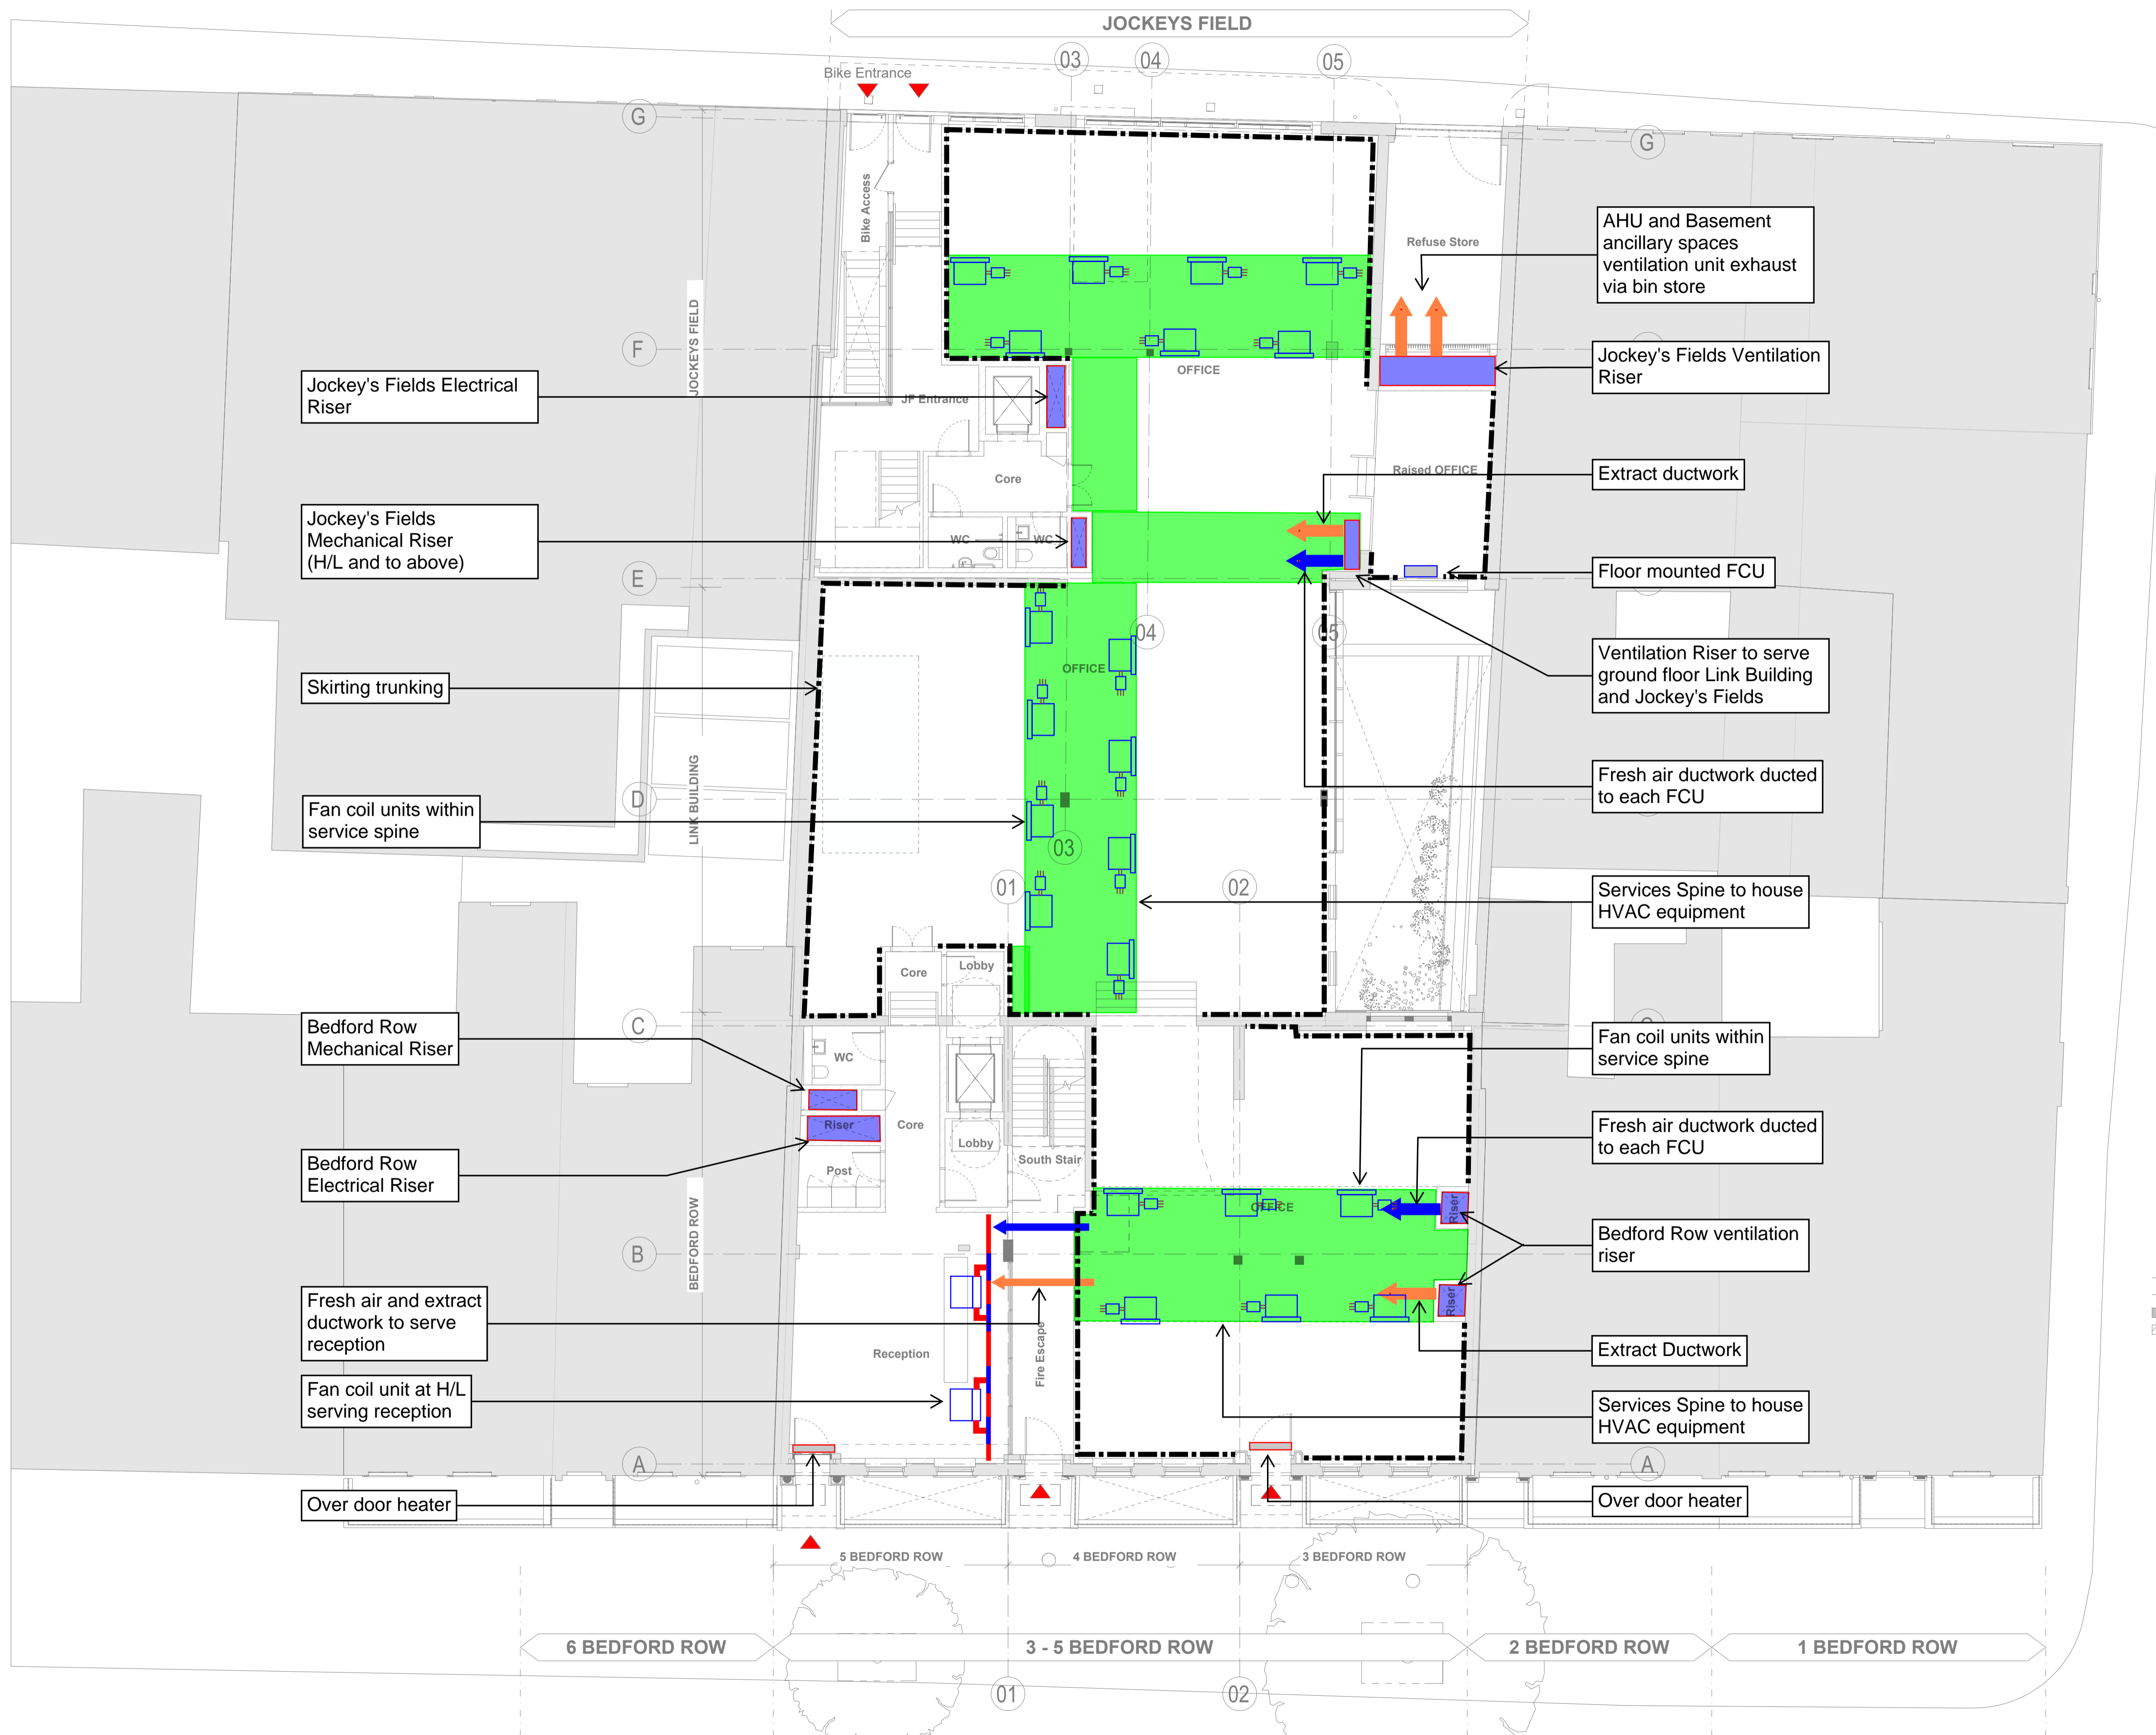 JOCKEYS FIELD
03
04
05
Bike Entrance
G
G
Bike Access
Refuse Store
AHU and Basement
ancillary spaces
ventilation unit exhaust
via bin store
JOCKEYS FIELD
F
Jockey's Fields Ventilation
Riser
OFFICE
Jockey's Fields Electrical
Riser
JF Entrance
Core
Raised OFFICE
Extract ductwork
Jockey's Fields
Mechanical Riser
(H/L and to above)
WC
WC
E
Floor mounted FCU
04
05
OFFICE
Skirting trunking
Ventilation Riser to serve
ground floor Link Building
and Jockey's Fields
LINK BUILDING
Fresh air ductwork ducted
to each FCU
D
Fan coil units within
service spine
03
01
02
Services Spine to house
HVAC equipment
Core
Lobby
C
Bedford Row
Mechanical Riser
WC
Fan coil units within
service spine
Riser
Core
Lobby
Fresh air ductwork ducted
to each FCU
Bedford Row
Electrical Riser
Post
South Stair
BEDFORD ROW
OFFICE
Riser
B
Bedford Row ventilation
riser
Riser
Fresh air and extract
ductwork to serve
reception
Reception
Fire Escape
Extract Ductwork
Fan coil unit at H/L
serving reception
Services Spine to house
HVAC equipment
A
A
Over door heater
Over door heater
5 BEDFORD ROW
4 BEDFORD ROW
3 BEDFORD ROW
6 BEDFORD ROW
3 - 5 BEDFORD ROW
2 BEDFORD ROW
1 BEDFORD ROW
01
02